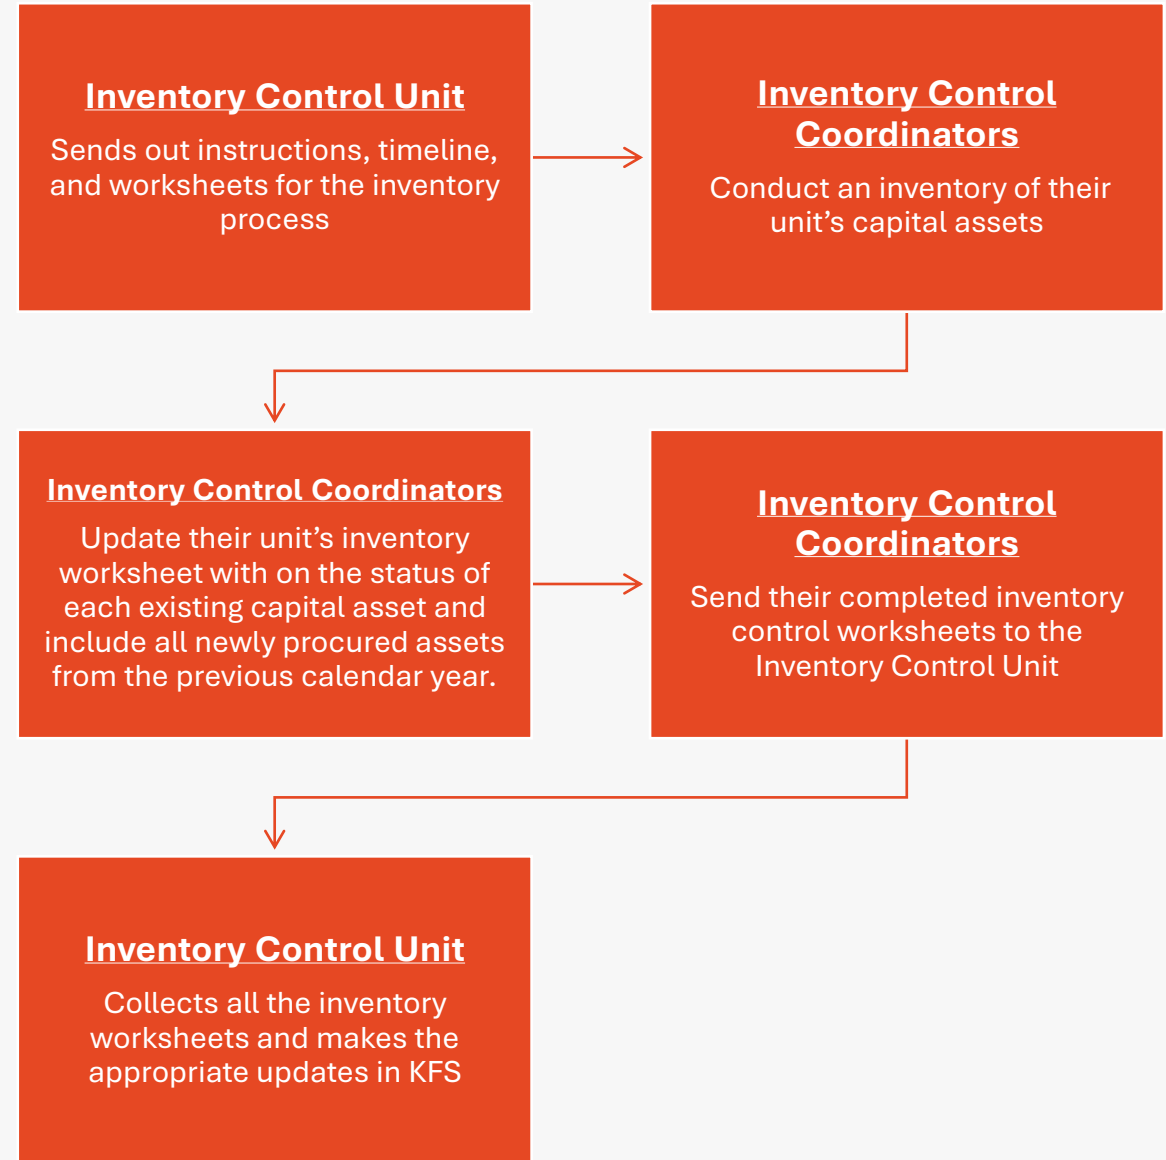 Inventory Control Unit
Sends out instructions, timeline,
and worksheets for the inventory
process
Inventory Control
Coordinators
Conduct an inventory of their
unit’s capital assets
Inventory Control Coordinators
Update their unit’s inventory
worksheet with on the status of
each existing capital asset and
include all newly procured assets
from the previous calendar year.
Inventory Control
Coordinators
Send their completed inventory
control worksheets to the
Inventory Control Unit
Inventory Control Unit
Collects all the inventory
worksheets and makes the
appropriate updates in KFS